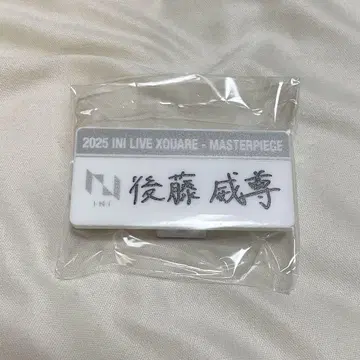 2025 INI LIVE XQUARE - MASTERPIECE
INI
後藤 威尊